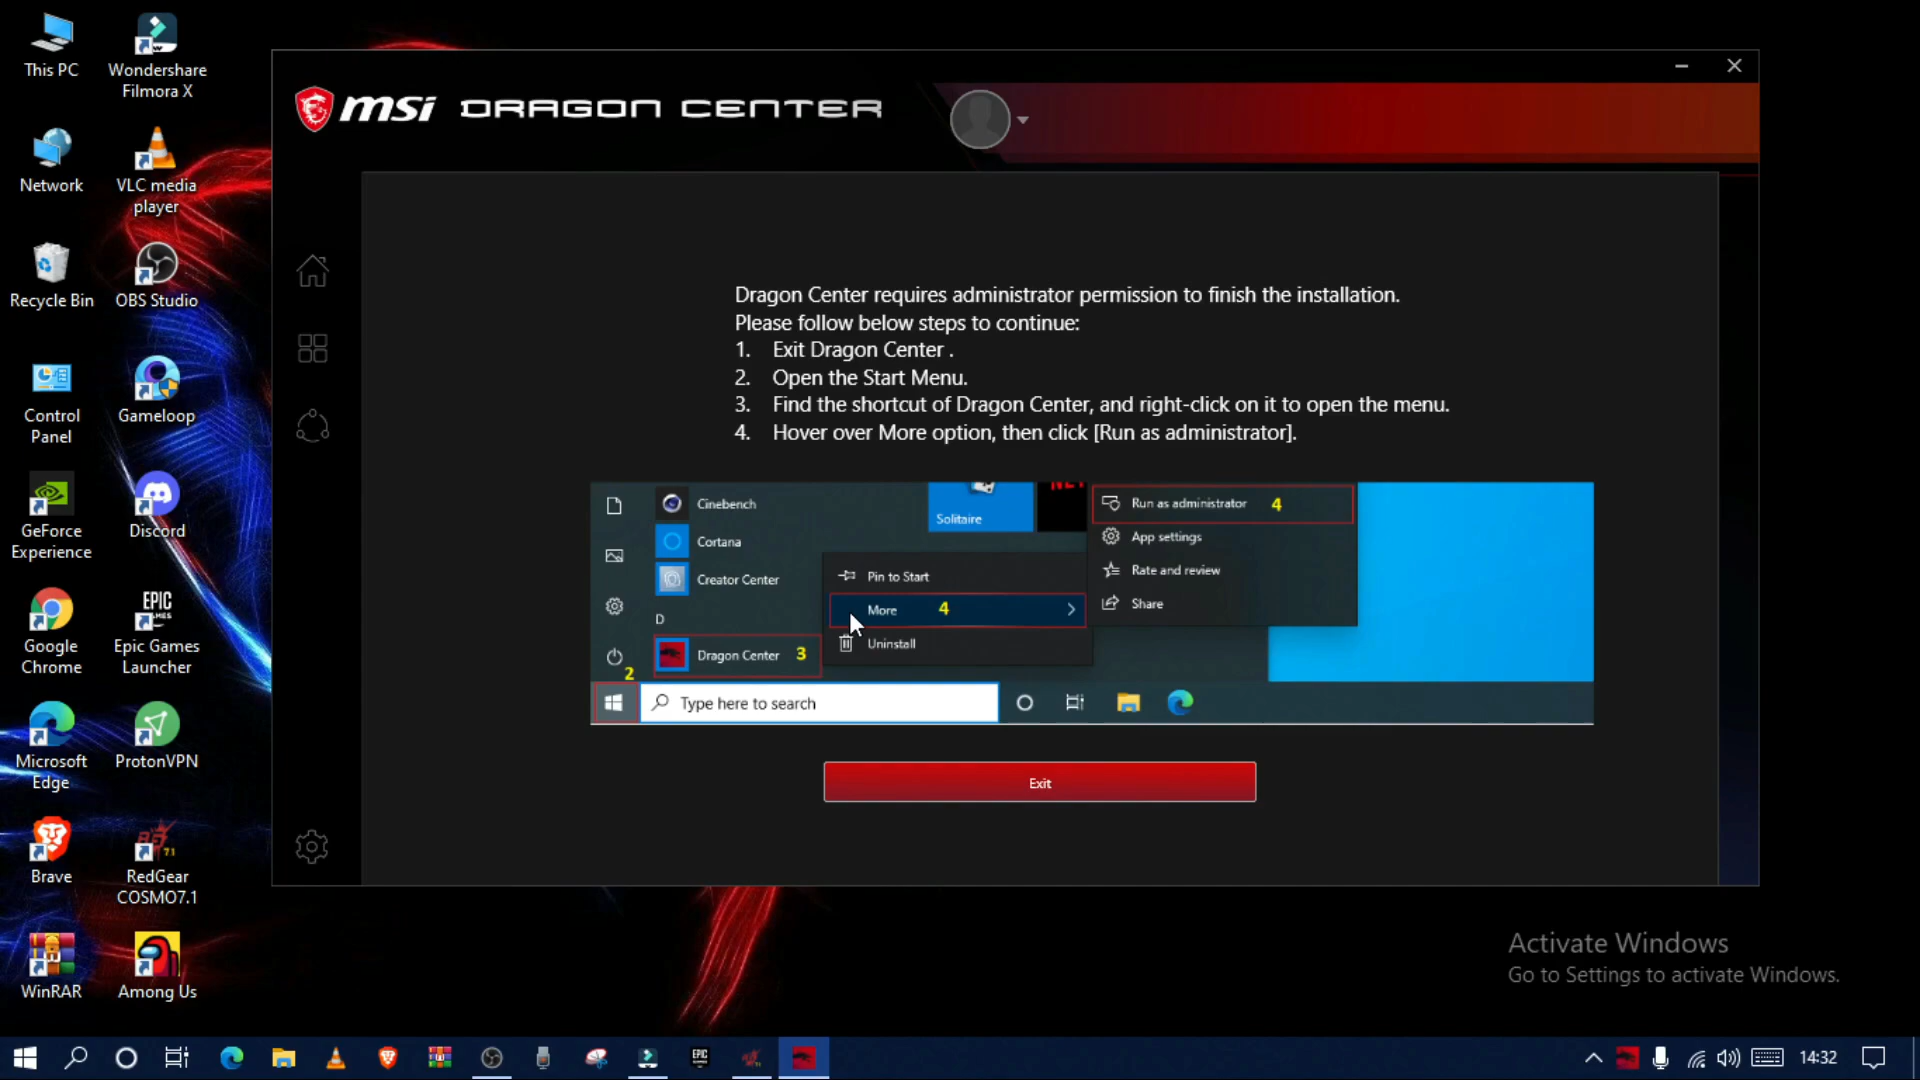 This PC
Wondershare
Filmora X
Network
VLC media
player
Recycle Bin
OBS Studio
Control
Panel
Gameloop
GeForce
Experience
Discord
Google
Chrome
EPIC
GAMES
Epic Games
Launcher
Microsoft
Edge
ProtonVPN
Brave
71
RedGear
COSMO7.1
WinRAR
Among Us
msi DRAGON CENTER
Dragon Center requires administrator permission to finish the installation.
Please follow below steps to continue:
1. Exit Dragon Center .
2. Open the Start Menu.
3. Find the shortcut of Dragon Center, and right-click on it to open the menu.
4. Hover over More option, then click [Run as administrator].
Cinebench
Cortana
Creator Center
D
Dragon Center 3
2
Solitaire
Pin to Start
More 4
Uninstall
Run as administrator 4
App settings
Rate and review
Share
Type here to search
Exit
Activate Windows
Go to Settings to activate Windows.
EPIC
14:32